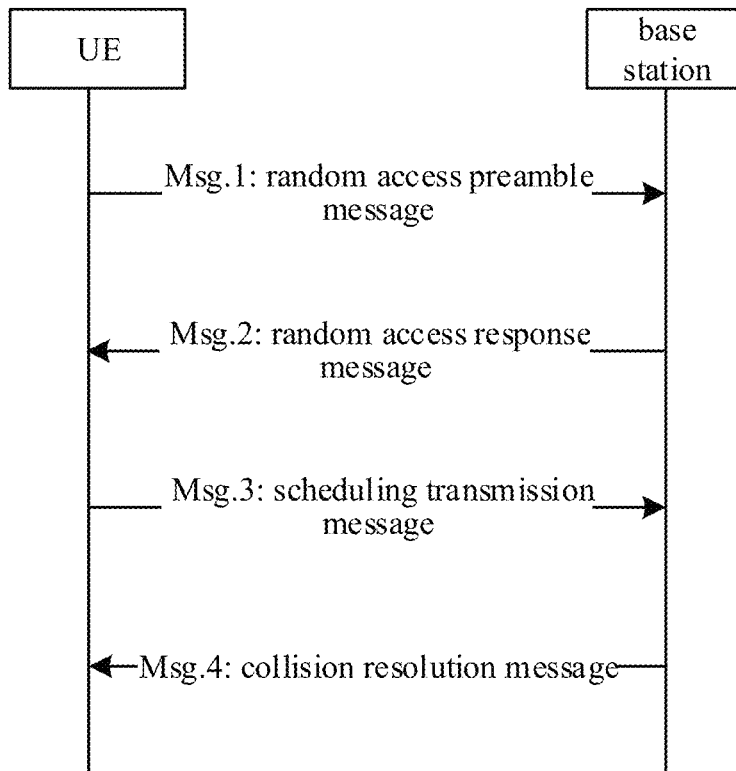 UE
base
station
Msg.1: random access preamble
message
Msg.2: random access response
message
Msg.3: scheduling transmission
message
Msg.4: collision resolution message